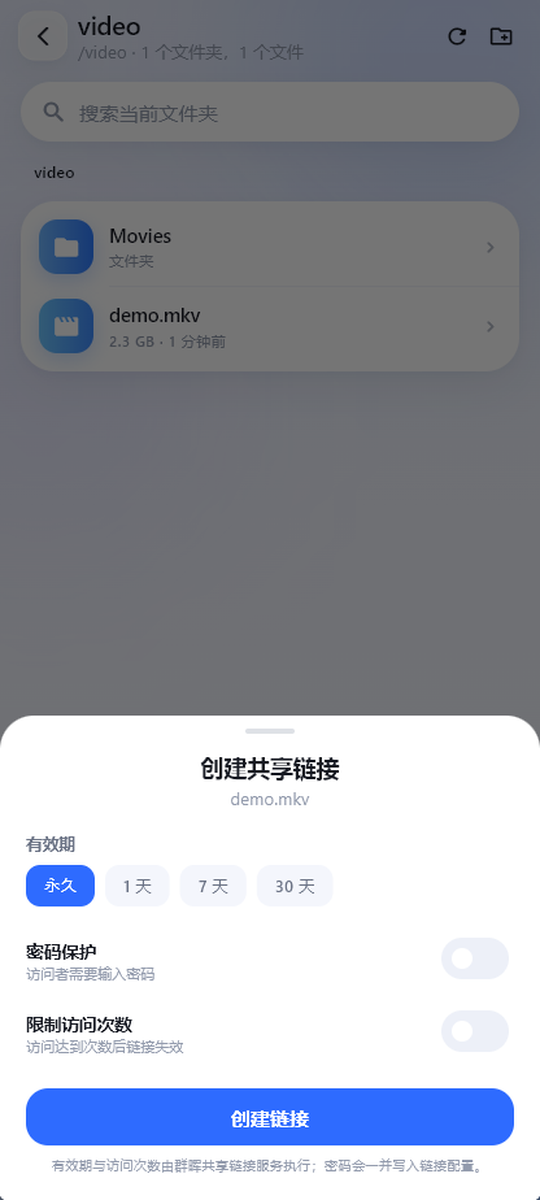 video
/video · 1 个文件夹，1 个文件
搜索当前文件夹
video
Movies
文件夹
demo.mkv
2.3 GB · 1 分钟前
创建共享链接
demo.mkv
有效期
永久
1 天
7 天
30 天
密码保护
访问者需要输入密码
限制访问次数
访问达到次数后链接失效
创建链接
有效期与访问次数由群晖共享链接服务执行；密码会一并写入链接配置。